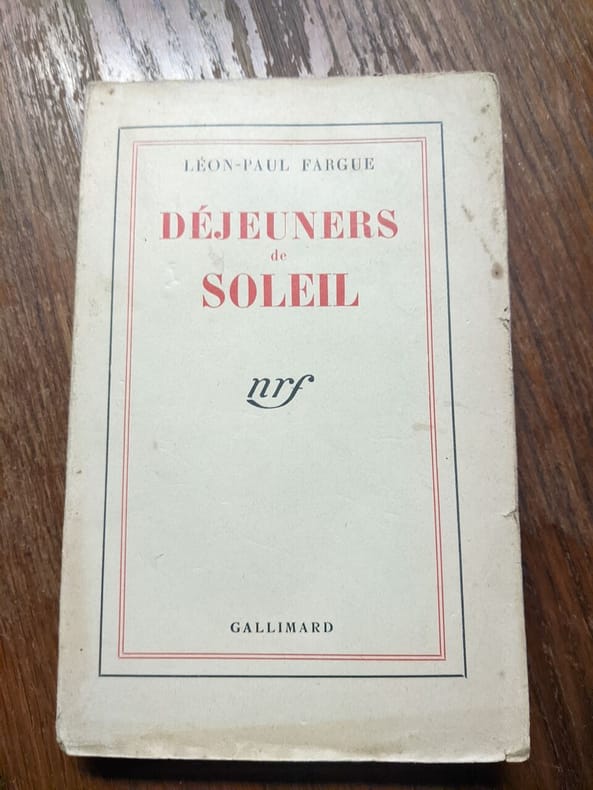 LÉON-PAUL FARGUE
DÉJEUNERS
de
SOLEIL
nrf
GALLIMARD